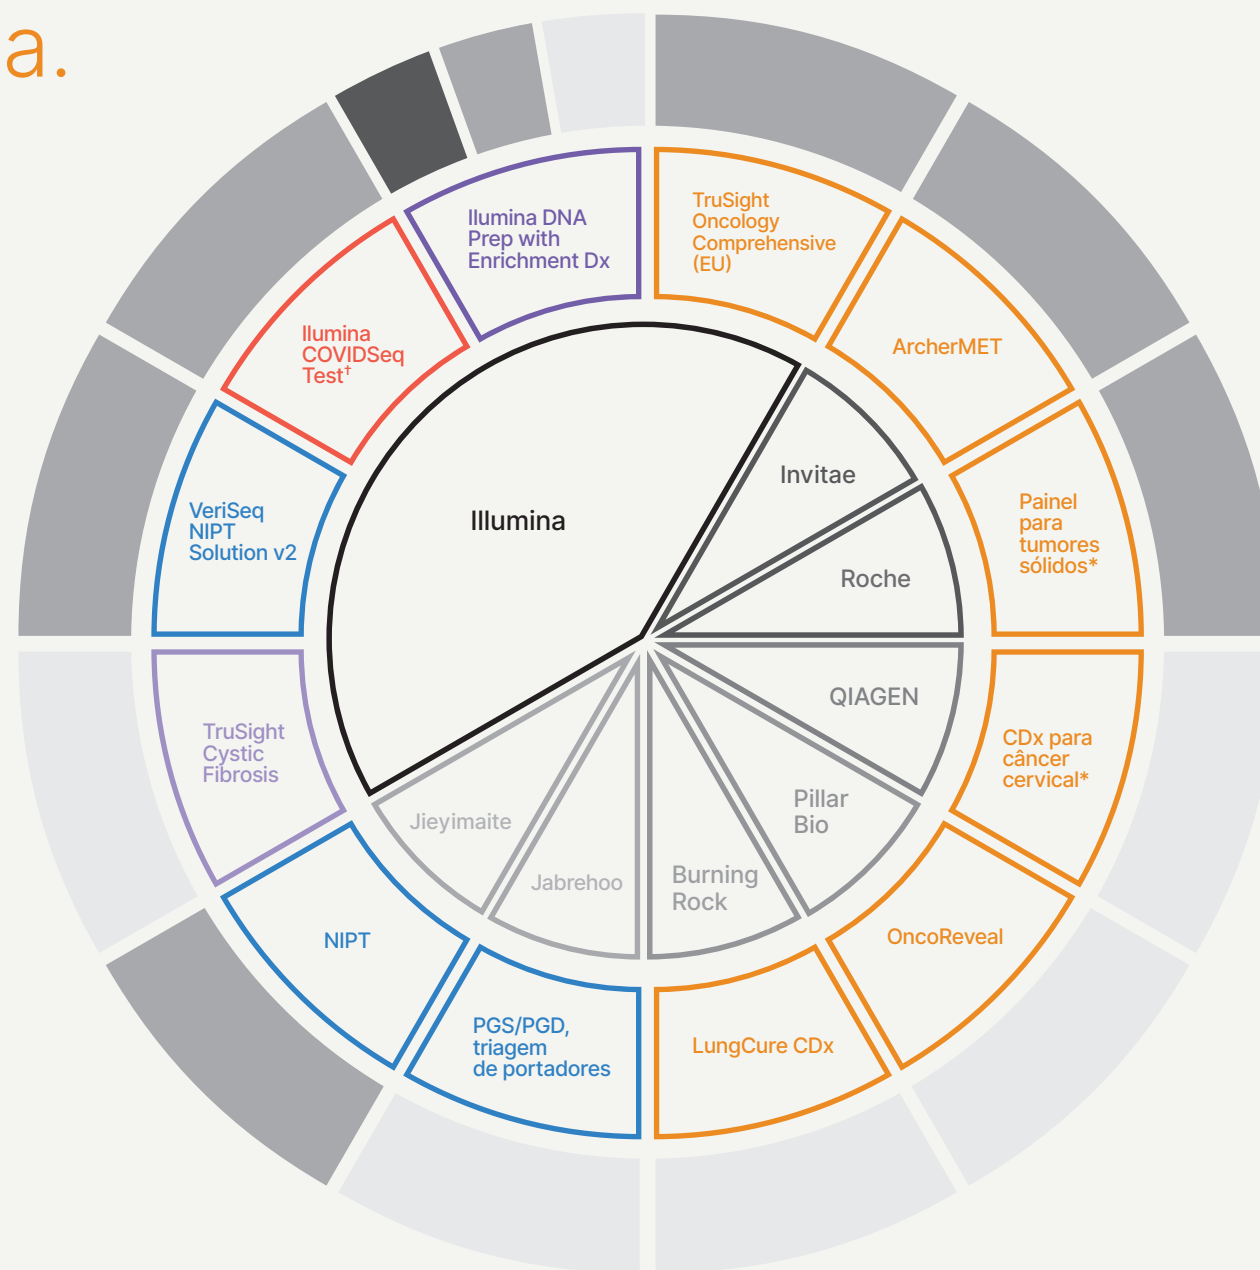 a.
TruSight
Oncology
Comprehensive
(EU)
ArcherMET
Painel
para
tumores
sólidos*
CDx para
câncer
cervical*
OncoReveal
LungCure CDx
PGS/PGD,
triagem
de portadores
NIPT
TruSight
Cystic
Fibrosis
VeriSeq
NIPT
Solution v2
Ilumina
COVIDSeq
Test†
Ilumina DNA
Prep with
Enrichment Dx
Illumina
Invitae
Roche
QIAGEN
Pillar
Bio
Burning
Rock
Jabrehoo
Jieyimaite